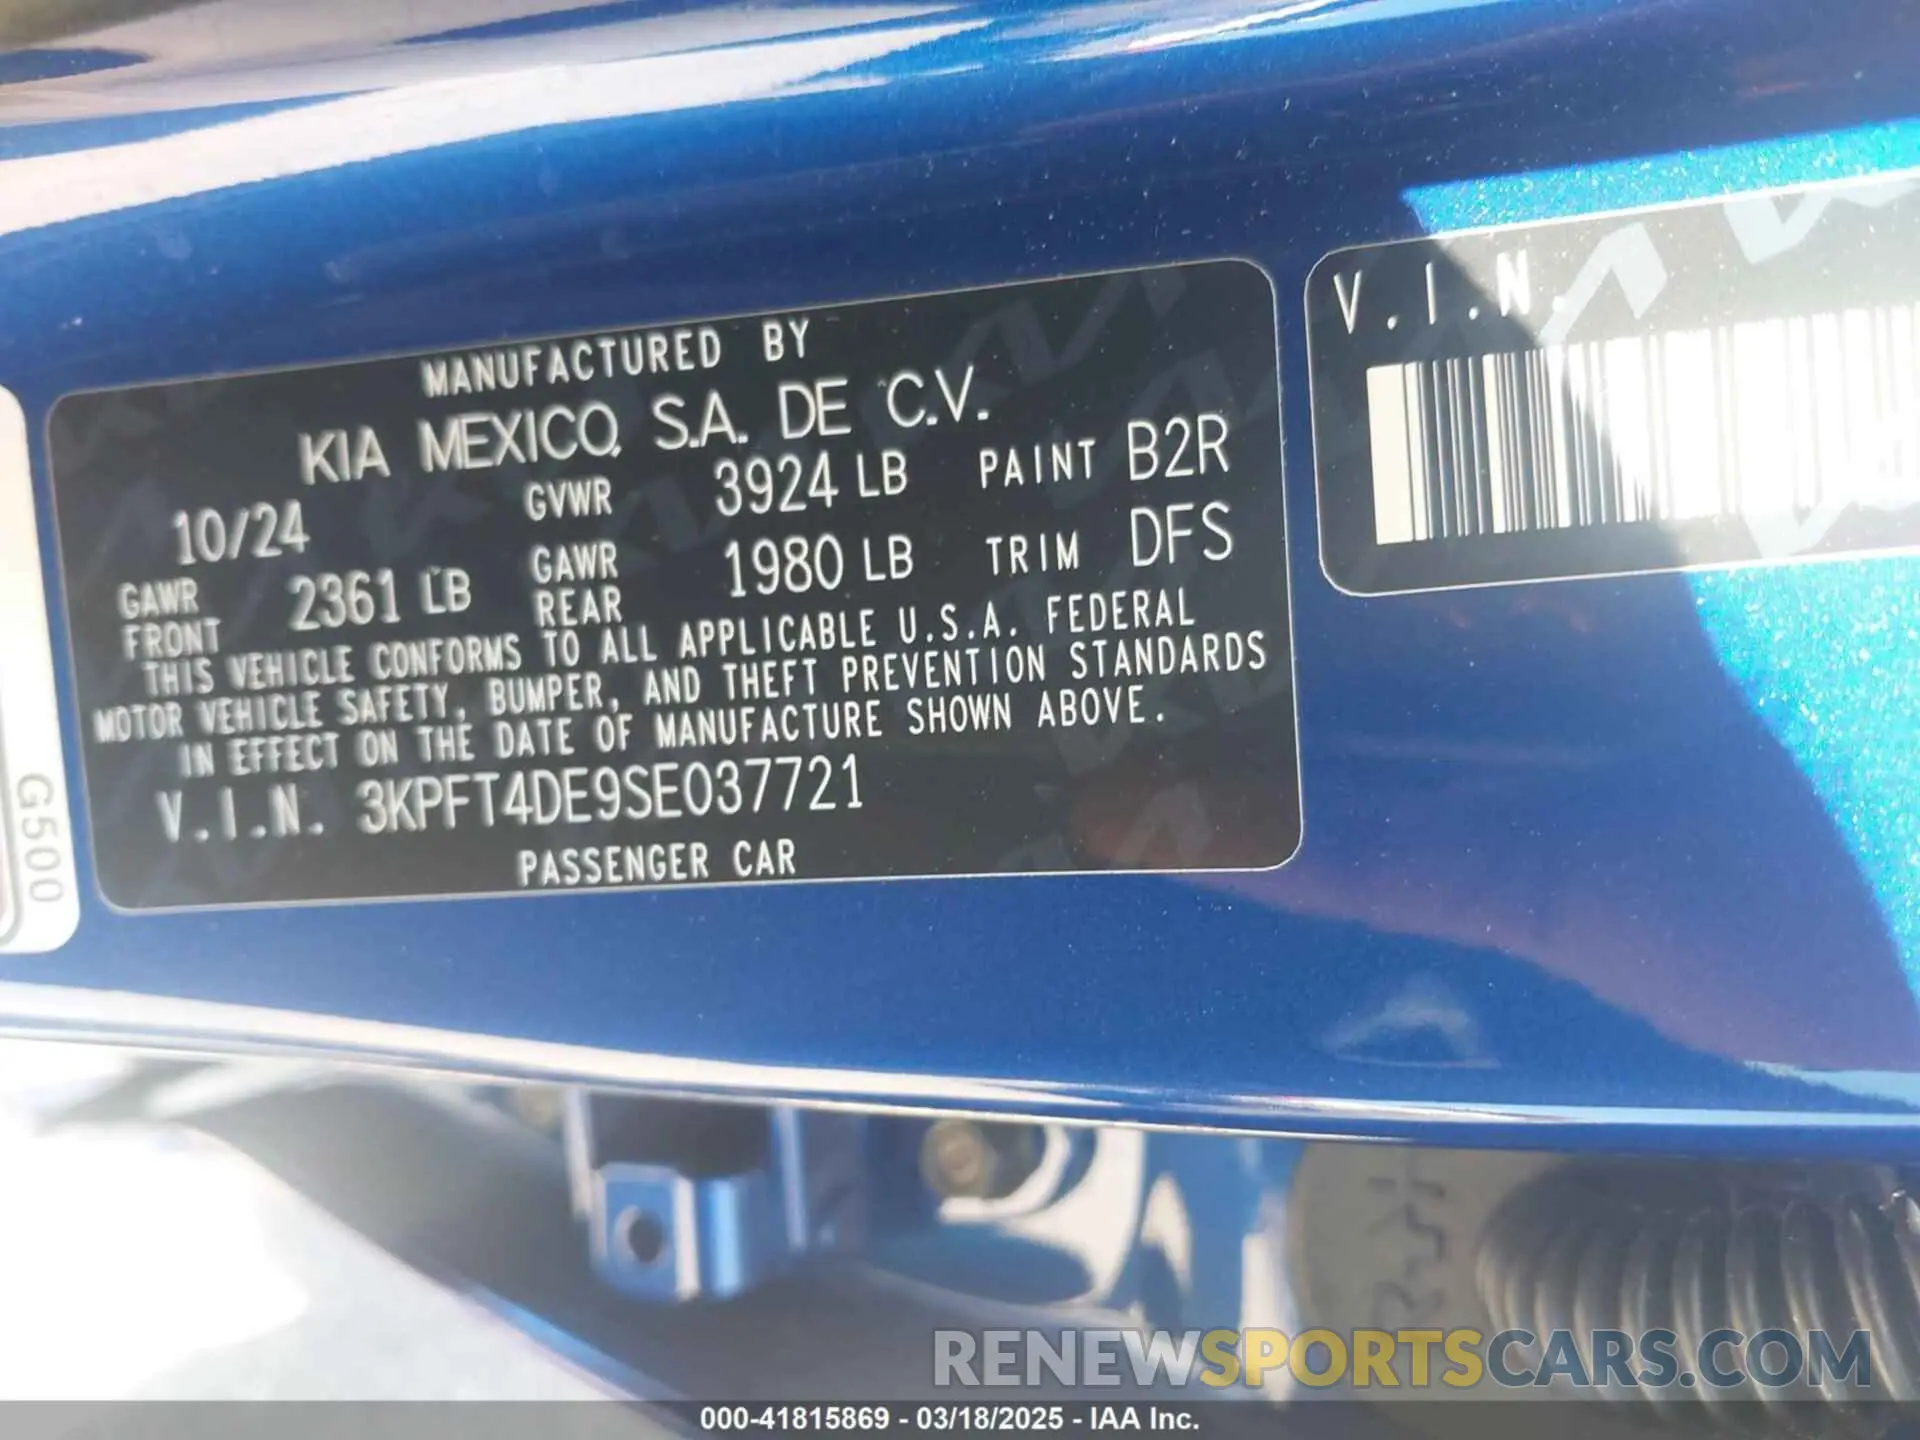 MANUFACTURED BY
KIA MEXICO, S.A. DE C.V.
10/24 GVWR 3924 LB PAINT B2R
GAWR FRONT 2361 LB GAWR REAR 1980 LB TRIM DFS
THIS VEHICLE CONFORMS TO ALL APPLICABLE U.S.A. FEDERAL
MOTOR VEHICLE SAFETY, BUMPER, AND THEFT PREVENTION STANDARDS
IN EFFECT ON THE DATE OF MANUFACTURE SHOWN ABOVE.
V.I.N. 3KPFT4DE9SE037721
PASSENGER CAR
V.I.N.
G500
RENEWSPORTSCARS.COM
000-41815869 - 03/18/2025 - IAA Inc.